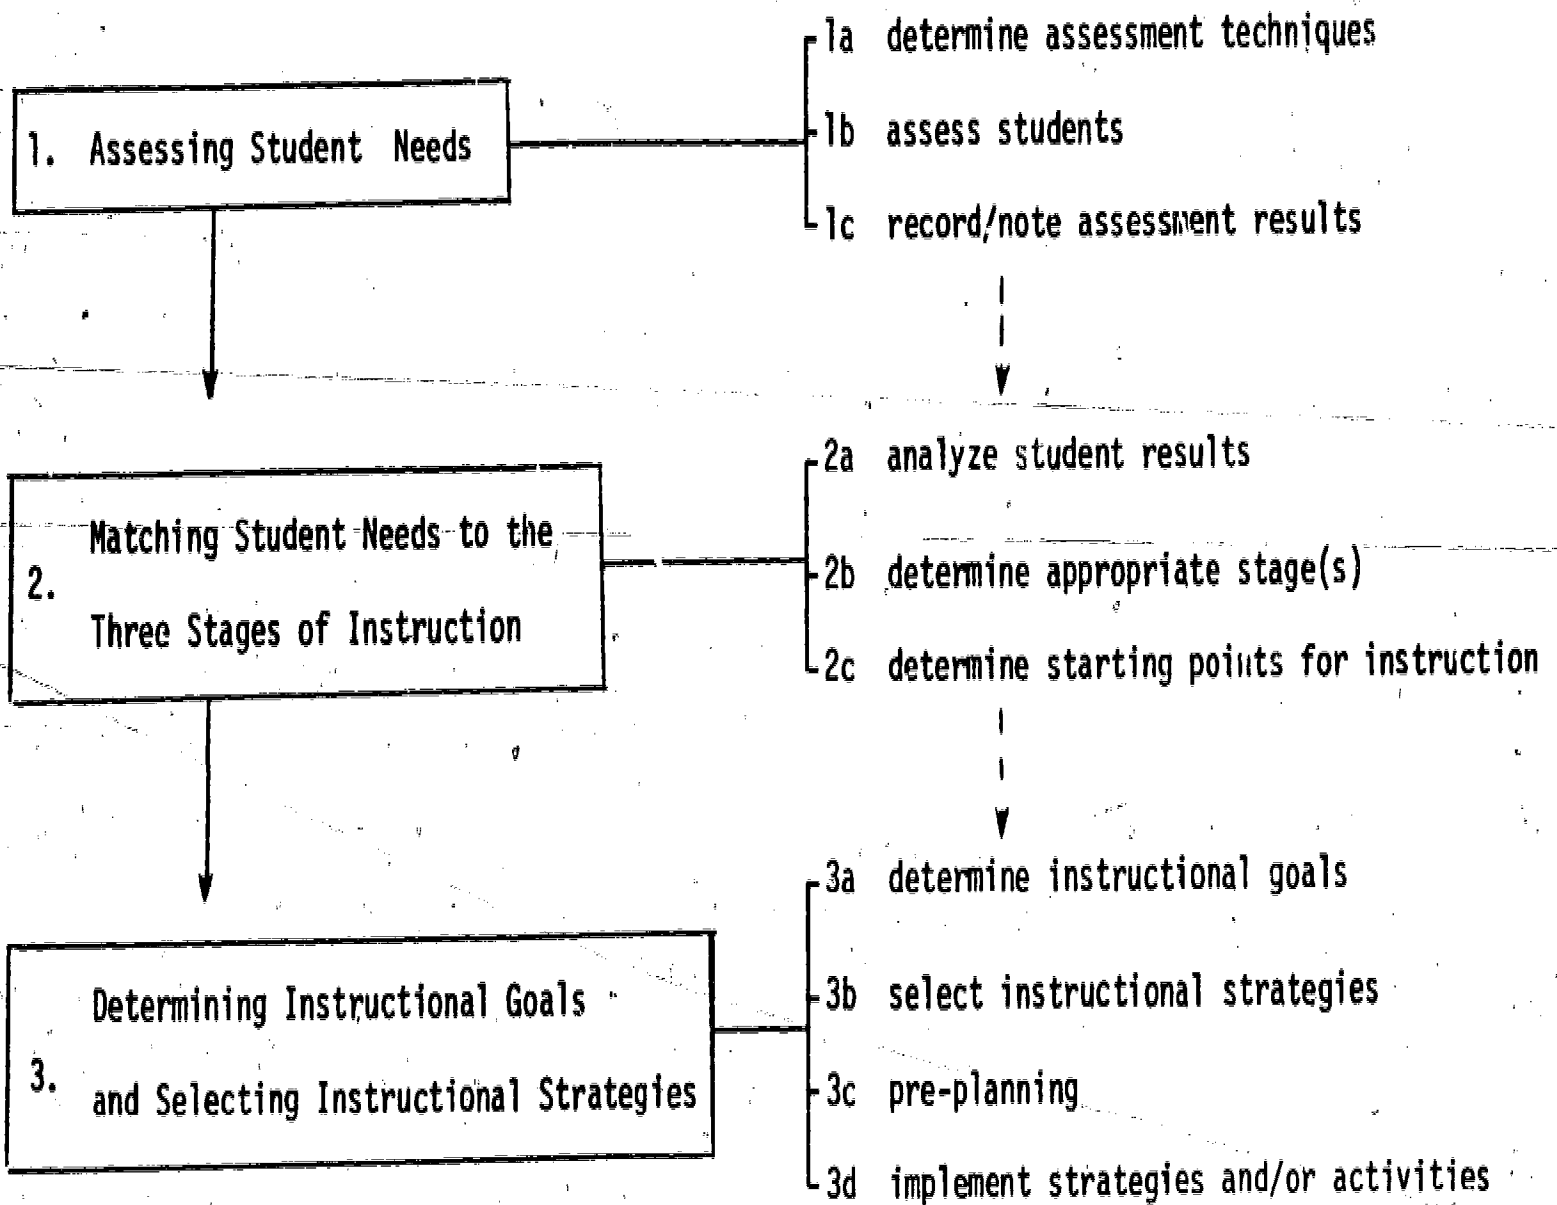 1a determine assessment techniques
1. Assessing Student Needs
1b assess students
1c record/note assessment results
2a analyze student results
2. Matching Student Needs to the
Three Stages of Instruction
2b determine appropriate stage(s)
2c determine starting points for instruction
3a determine instructional goals
3. Determining Instructional Goals
and Selecting Instructional Strategies
3b select instructional strategies
3c pre-planning
3d implement strategies and/or activities